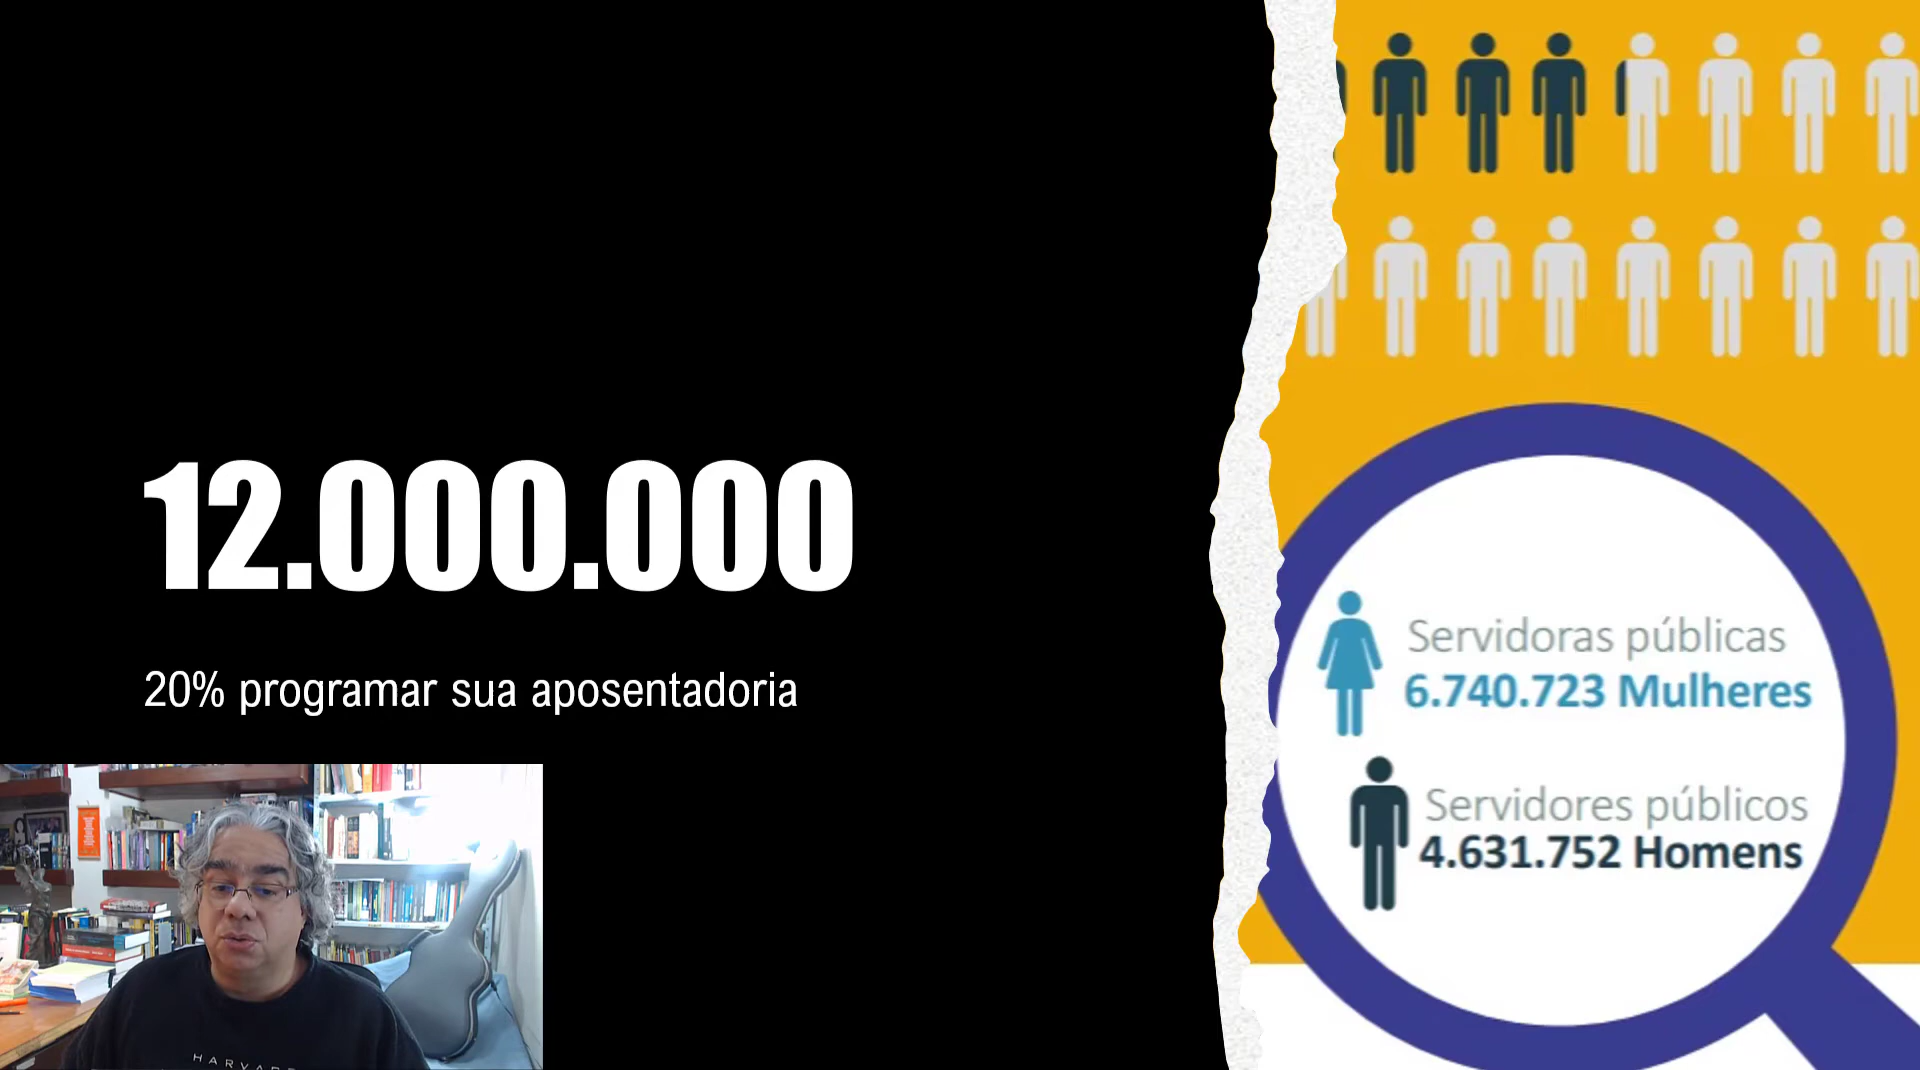 12.000.000
20% programar sua aposentadoria
Servidoras públicas
6.740.723 Mulheres
Servidores públicos
4.631.752 Homens